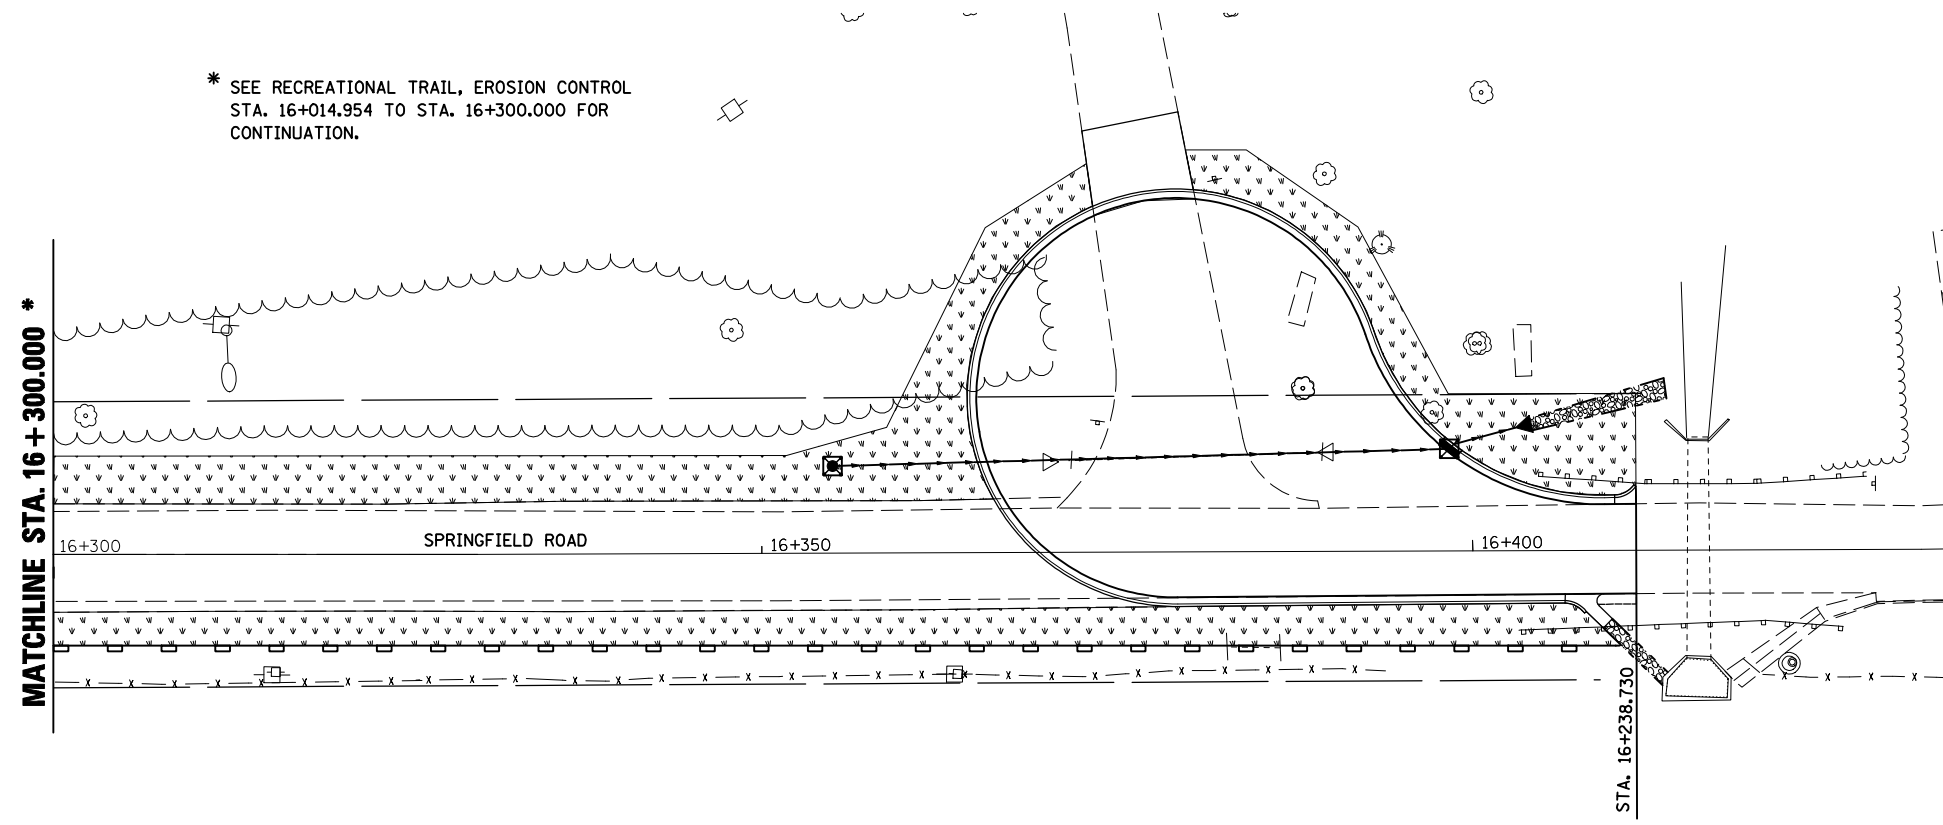 * SEE RECREATIONAL TRAIL, EROSION CONTROL
STA. 16+014.954 TO STA. 16+300.000 FOR
CONTINUATION.
MATCHLINE STA. 16+300.000 *
16+300
SPRINGFIELD ROAD
16+350
16+400
STA. 16+238.730